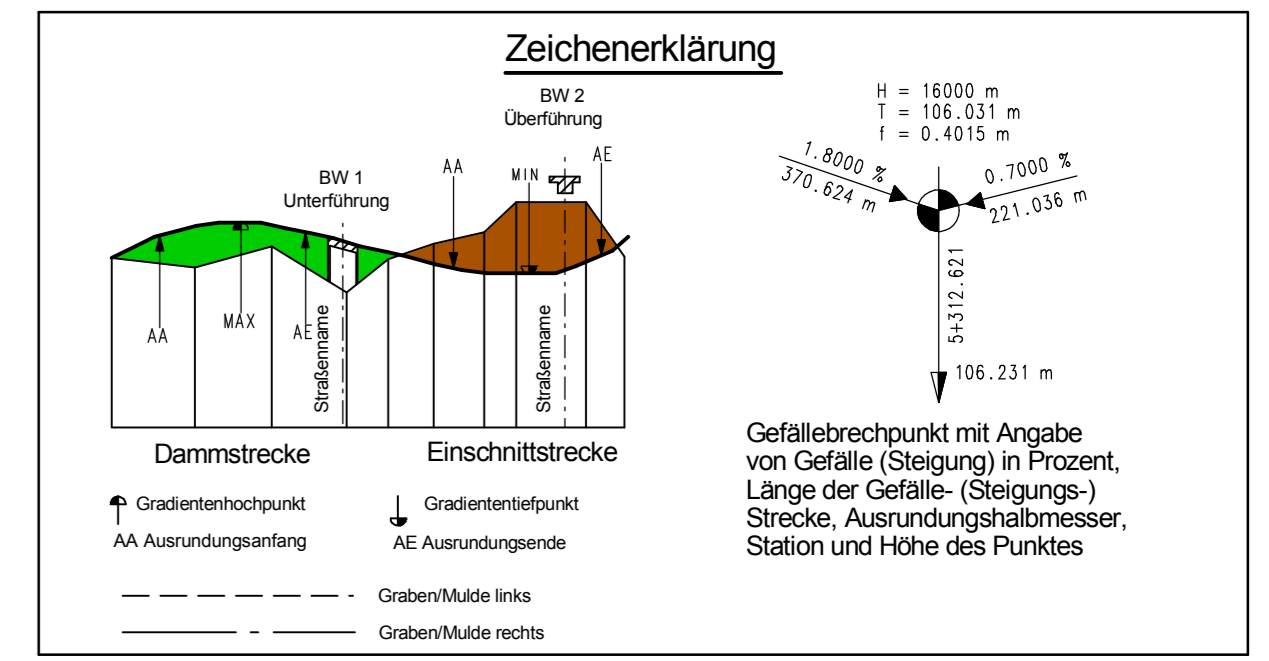 Zeichenerklärung
BW 1
Unterführung
BW 2
Überführung
AA
MIN
AE
AA
MAX
AE
Straßenname
Straßenname
Dammstrecke
Einschnittstrecke
Gradientenhochpunkt
Gradiententiefpunkt
AA Ausrundungsanfang
AE Ausrundungsende
Graben/Mulde links
Graben/Mulde rechts
H = 16000 m
T = 106.031 m
f = 0.4015 m
1.8000 %
370.624 m
0.7000 %
221.036 m
5+312.621
106.231 m
Gefällebrechpunkt mit Angabe
von Gefälle (Steigung) in Prozent,
Länge der Gefälle- (Steigungs-)
Strecke, Ausrundungshalbmesser,
Station und Höhe des Punktes